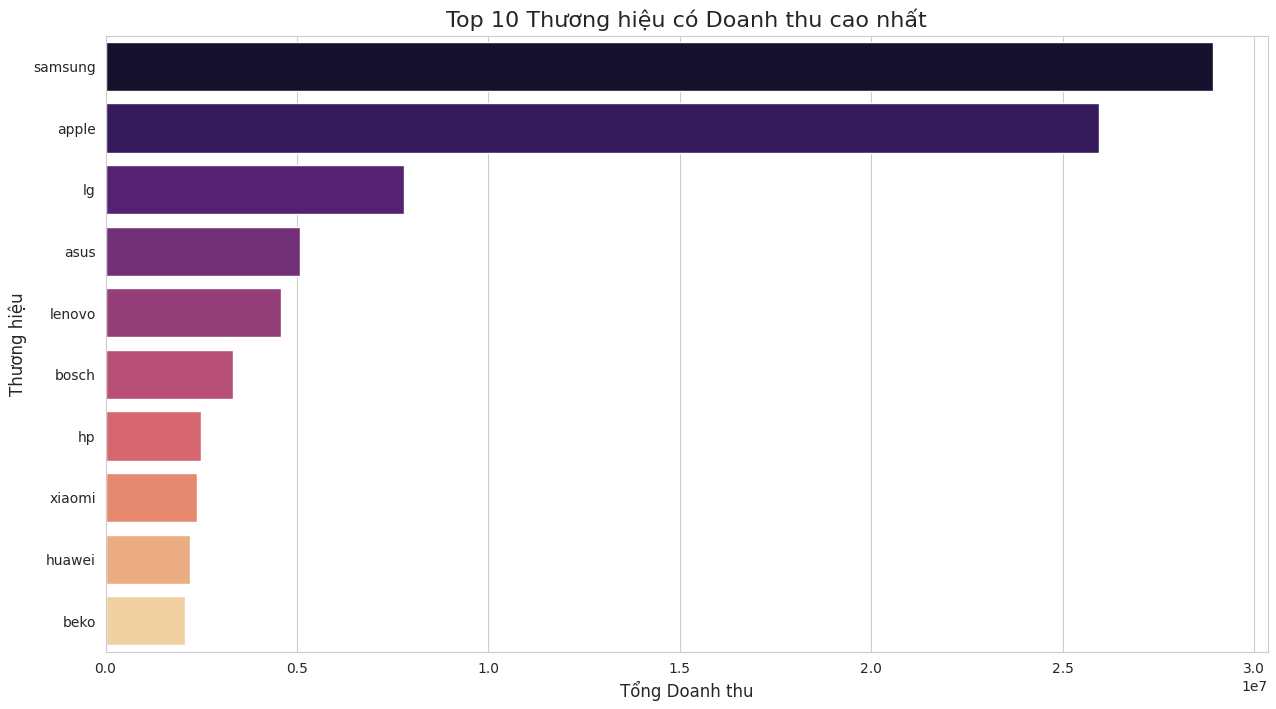 Top 10 Thương hiệu có Doanh thu cao nhất
Thương hiệu
samsung
apple
lg
asus
lenovo
bosch
hp
xiaomi
huawei
beko
0.0 0.5 1.0 1.5 2.0 2.5 3.0
1e7
Tổng Doanh thu